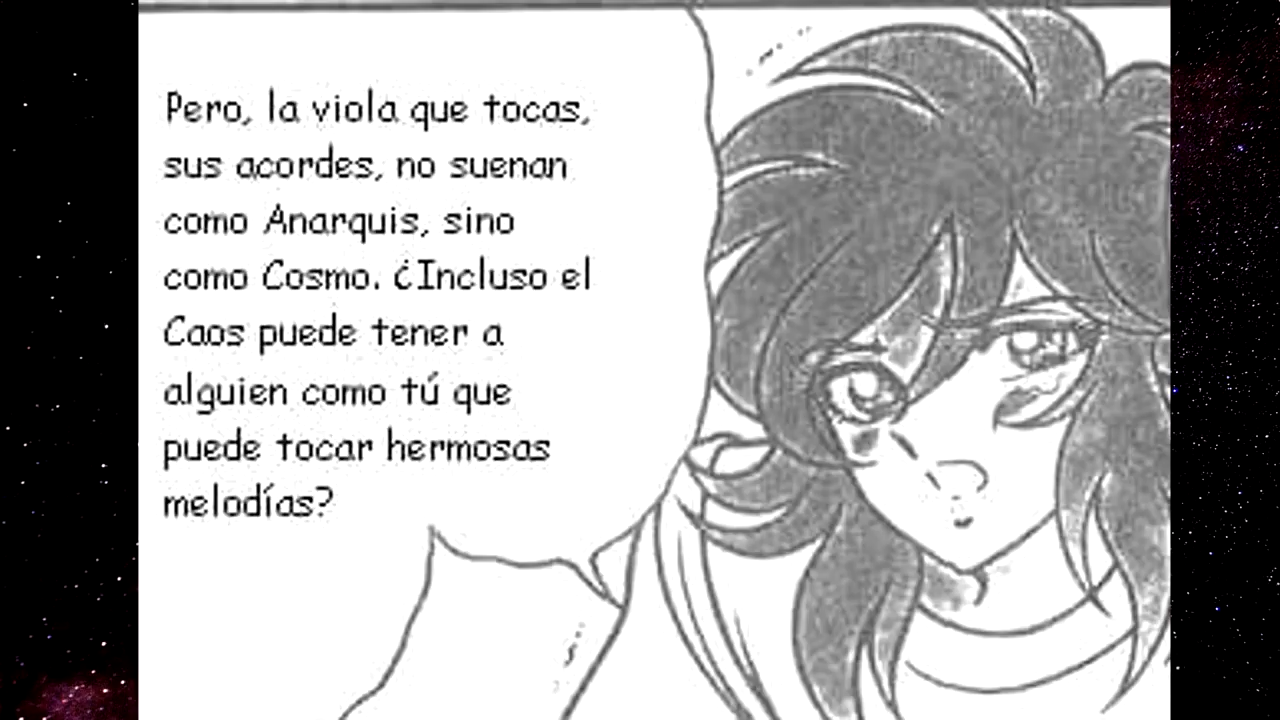 Pero, la viola que tocas,
sus acordes, no suenan
como Anarquis, sino
como Cosmo. ¿Incluso el
Caos puede tener a
alguien como tú que
puede tocar hermosas
melodías?